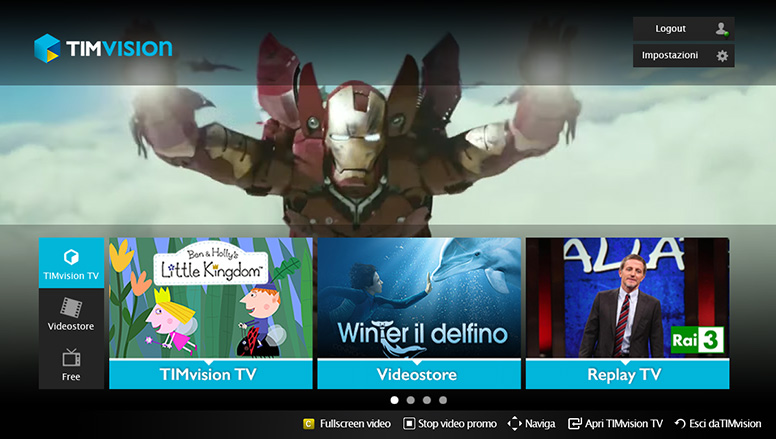 TIMVISION
Logout
Impostazioni
TIMvision TV
Videostore
Free
Ben & Holly's
Little Kingdom™
Winter il delfino
ALIA
Rai 3
TIMvision TV
Videostore
Replay TV
C Fullscreen video
Stop video promo
Naviga
Apri TIMvision TV
Esci daTIMvision